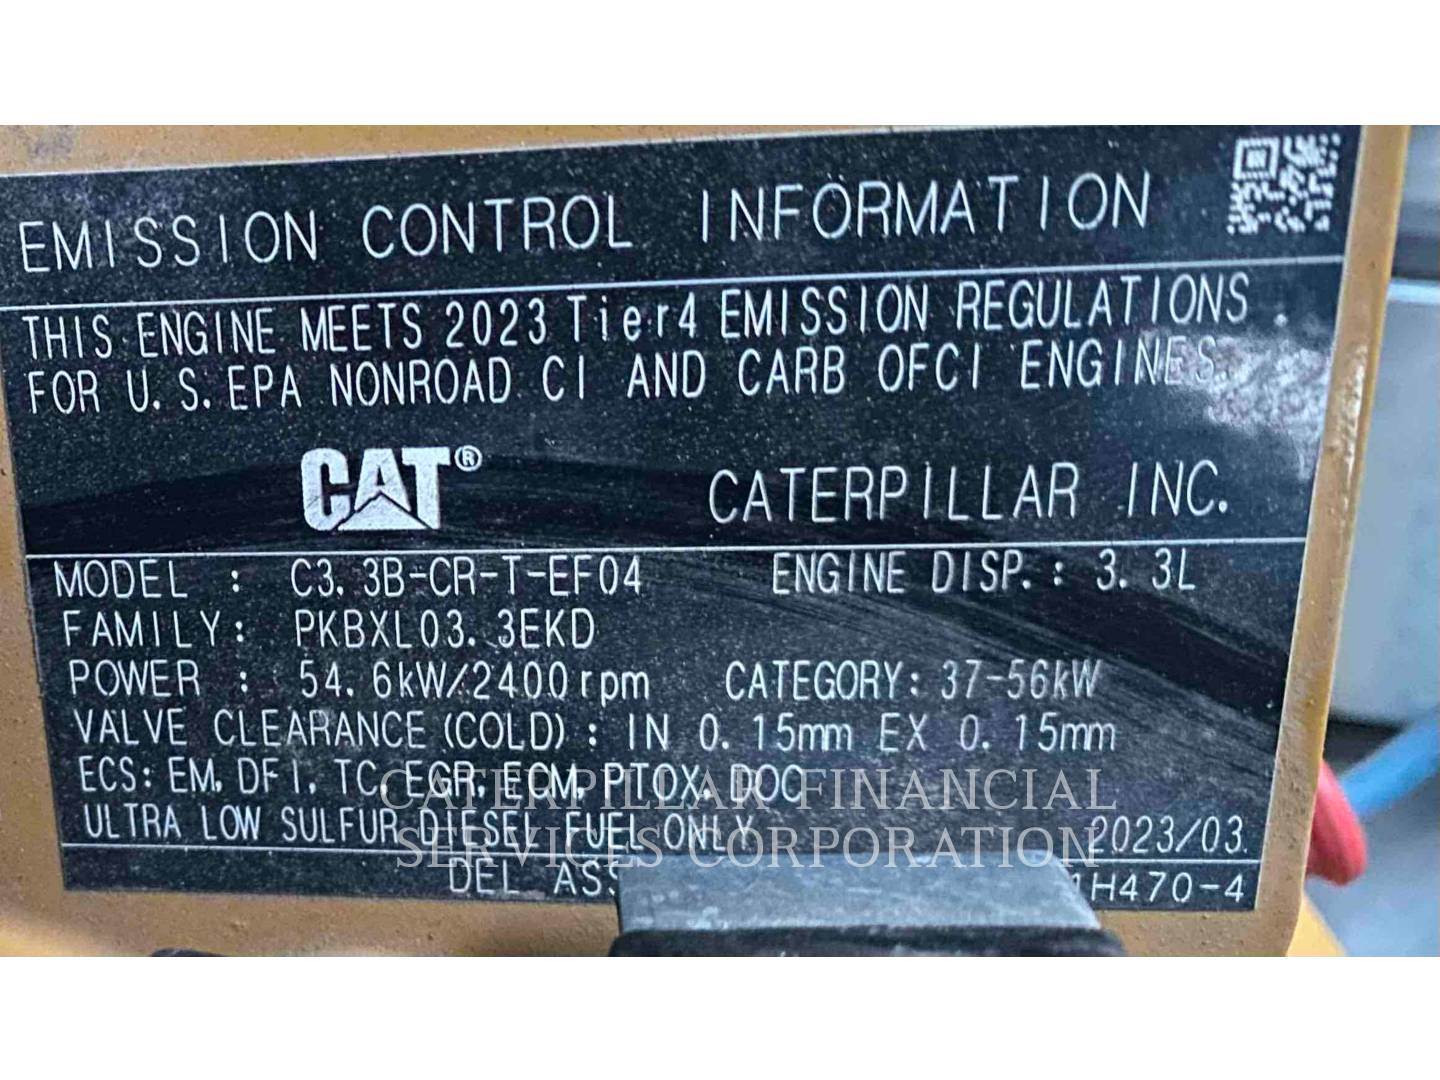 EMISSION CONTROL INFORMATION
THIS ENGINE MEETS 2023 Tier4 EMISSION REGULATIONS
FOR U.S.EPA NONROAD CI AND CARB OFCI ENGINES.
CAT®
CATERPILLAR INC.
MODEL : C3.3B-CR-T-EF04 ENGINE DISP.: 3.3L
FAMILY: PKBXL03.3EKD
POWER : 54.6kW/2400rpm CATEGORY: 37-56kW
VALVE CLEARANCE(COLD): IN 0.15mm EX 0.15mm
ECS: EM, DFI, TC, EGR, ECM, PTOX, DOC
CATERPILLAR FINANCIAL
ULTRA LOW SULFUR DIESEL FUEL ONLY 2023/03
SERVICES CORPORATION
DEL H470-4